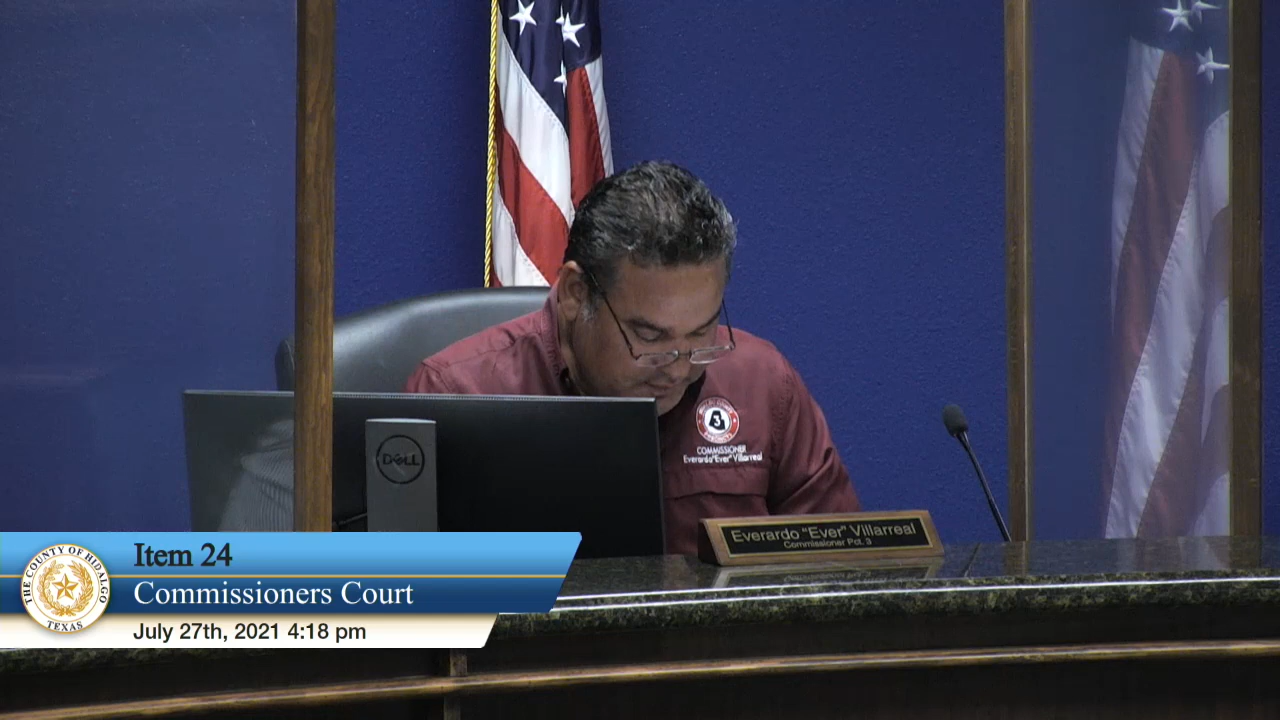 3
COMMISSIONER
Everardo "Ever" Villarreal
DELL
Everardo "Ever" Villarreal
Commissioner Pct. 3
THE COUNTY OF HIDALGO
TEXAS
Item 24
Commissioners Court
July 27th, 2021 4:18 pm